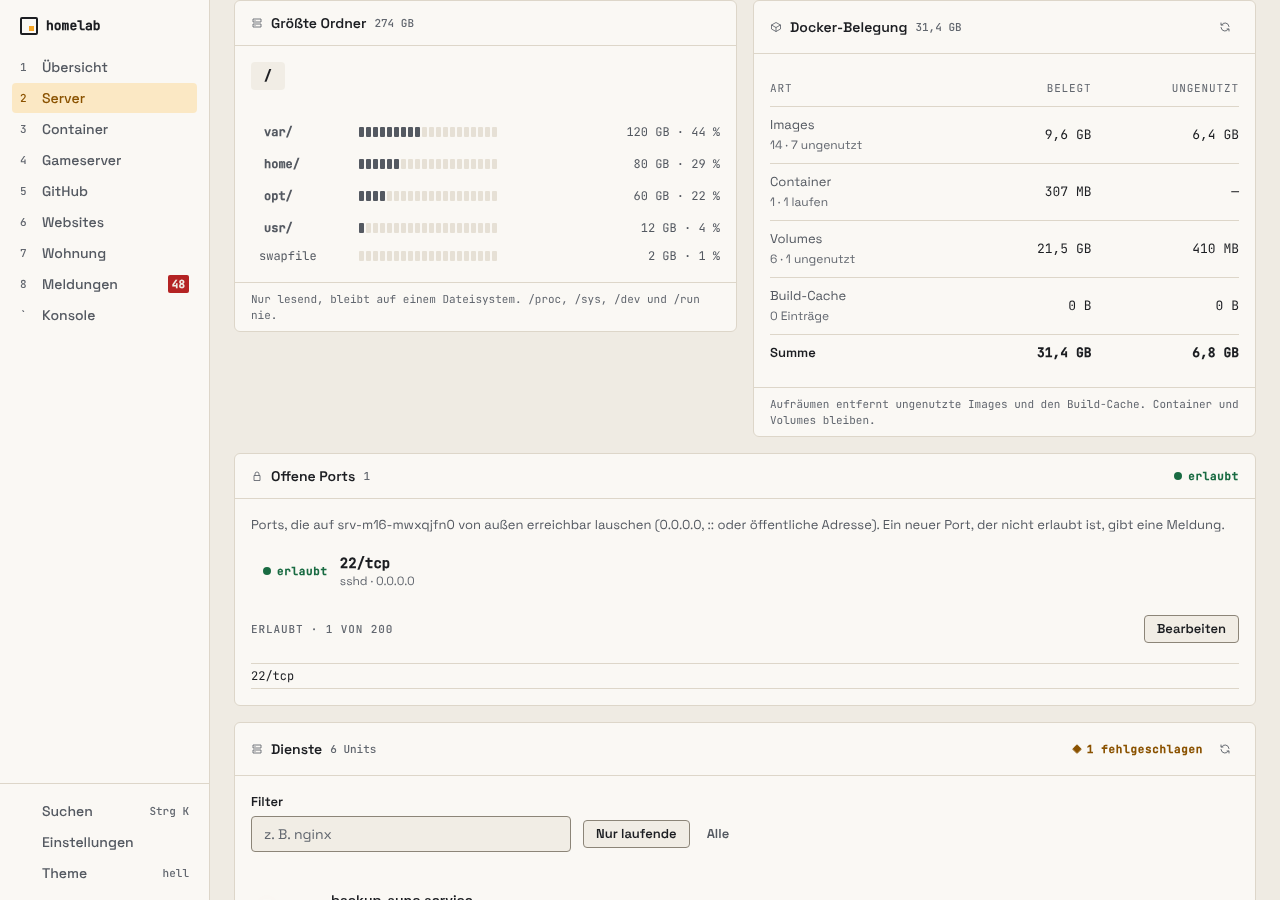 homelab
1 Übersicht
2 Server
3 Container
4 Gameserver
5 GitHub
6 Websites
7 Wohnung
8 Meldungen 48
` Konsole
Suchen Strg K
Einstellungen
Theme hell
Größte Ordner 274 GB
/
var/ 120 GB · 44 %
home/ 80 GB · 29 %
opt/ 60 GB · 22 %
usr/ 12 GB · 4 %
swapfile 2 GB · 1 %
Nur lesend, bleibt auf einem Dateisystem. /proc, /sys, /dev und /run
nie.
Docker-Belegung 31,4 GB
ART BELEGT UNGENUTZT
Images 9,6 GB 6,4 GB
14 · 7 ungenutzt
Container 307 MB —
1 · 1 laufen
Volumes 21,5 GB 410 MB
6 · 1 ungenutzt
Build-Cache 0 B 0 B
0 Einträge
Summe 31,4 GB 6,8 GB
Aufräumen entfernt ungenutzte Images und den Build-Cache. Container und
Volumes bleiben.
Offene Ports 1 erlaubt
Ports, die auf srv-m16-mwxqjfn0 von außen erreichbar lauschen (0.0.0.0, :: oder öffentliche Adresse). Ein neuer Port, der nicht erlaubt ist, gibt eine Meldung.
erlaubt 22/tcp
sshd · 0.0.0.0
ERLAUBT · 1 VON 200 Bearbeiten
22/tcp
Dienste 6 Units 1 fehlgeschlagen
Filter
z. B. nginx Nur laufende Alle
backup-sync.service